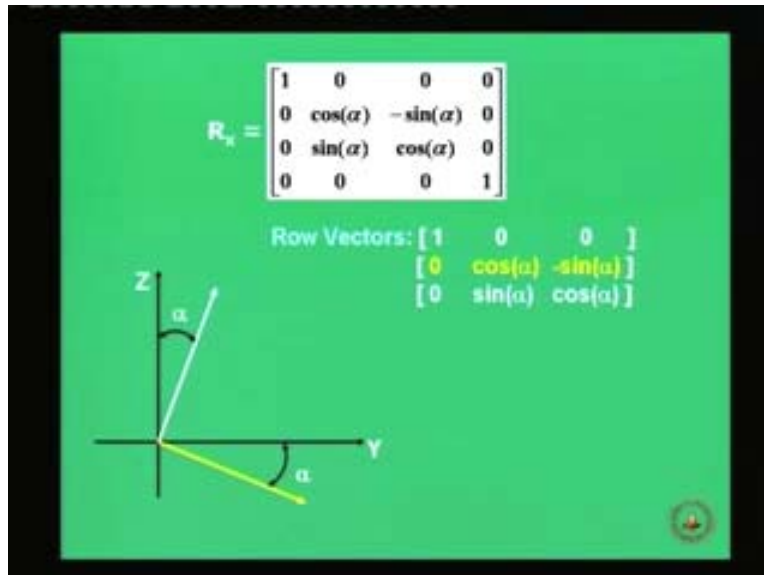 [1 0 0 0]
R_x = [0 cos(α) -sin(α) 0]
[0 sin(α) cos(α) 0]
[0 0 0 1]
Row Vectors: [ 1 0 0 ]
[ 0 cos(α) -sin(α) ]
[ 0 sin(α) cos(α) ]
Z
α
Y
α